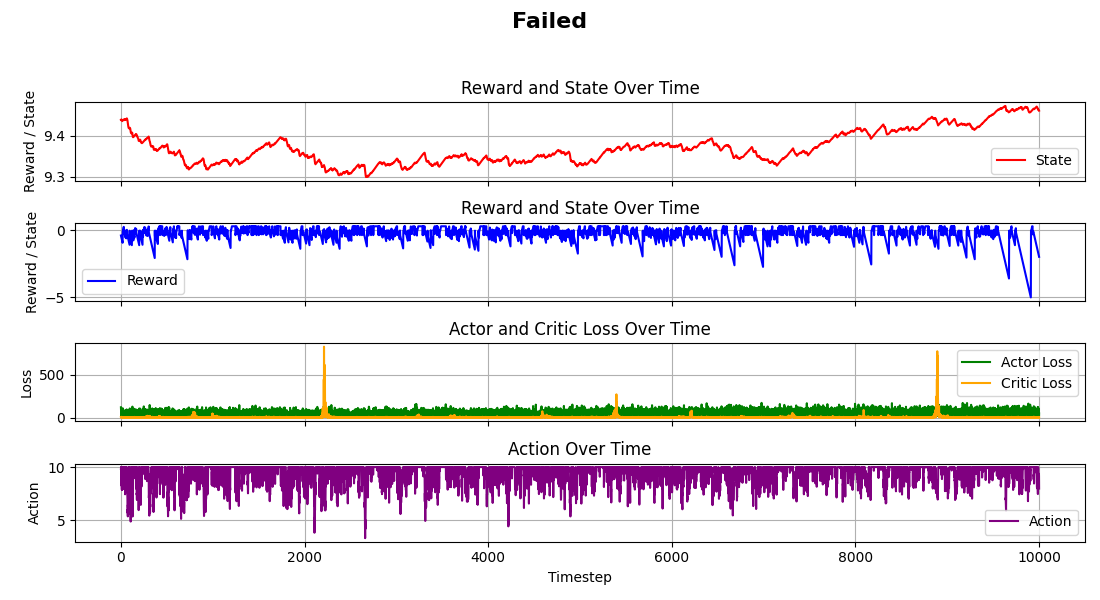 Failed
Reward and State Over Time
Reward / State
9.4
9.3
State
Reward and State Over Time
Reward / State
0
−5
Reward
Actor and Critic Loss Over Time
Loss
500
0
Actor Loss
Critic Loss
Action Over Time
Action
10
5
Action
0 2000 4000 6000 8000 10000
Timestep